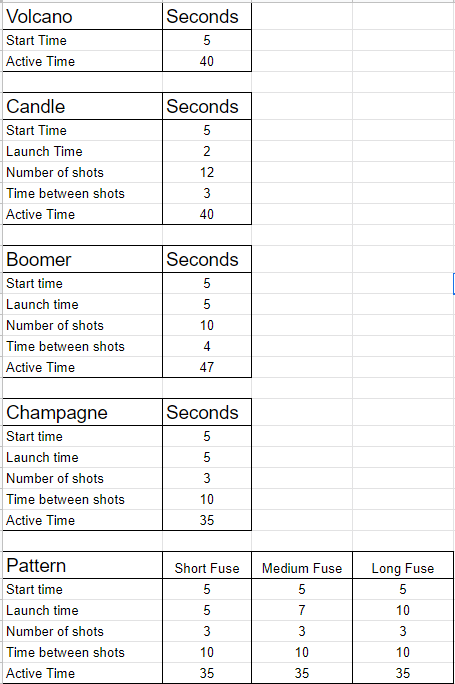 Volcano Seconds
Start Time 5
Active Time 40
Candle Seconds
Start Time 5
Launch Time 2
Number of shots 12
Time between shots 3
Active Time 40
Boomer Seconds
Start time 5
Launch time 5
Number of shots 10
Time between shots 4
Active Time 47
Champagne Seconds
Start time 5
Launch time 5
Number of shots 3
Time between shots 10
Active Time 35
Pattern Short Fuse Medium Fuse Long Fuse
Start time 5 5 5
Launch time 5 7 10
Number of shots 3 3 3
Time between shots 10 10 10
Active Time 35 35 35